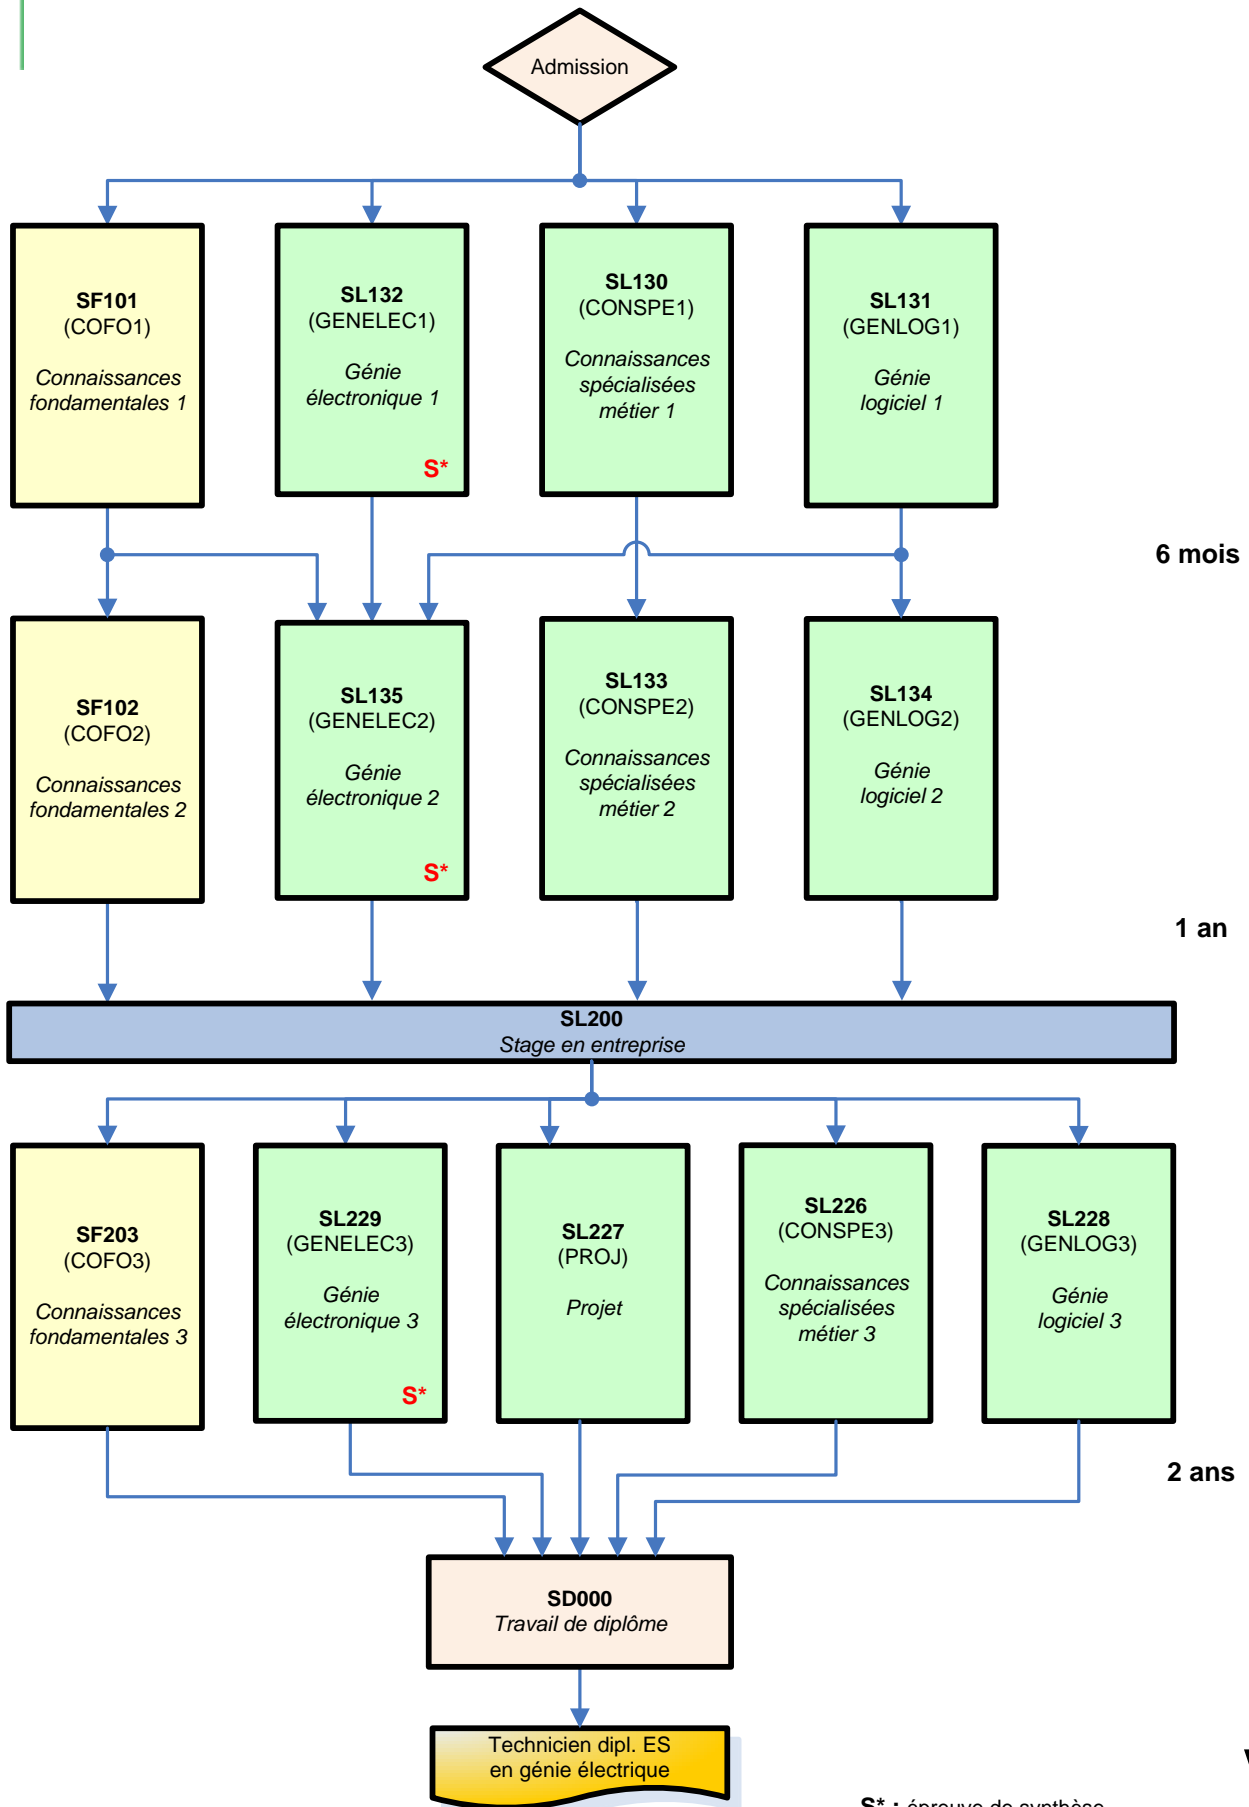 Admission
SF101
(COFO1)
Connaissances
fondamentales 1
SL132
(GENELEC1)
Génie
électronique 1
S*
SL130
(CONSPE1)
Connaissances
spécialisées
métier 1
SL131
(GENLOG1)
Génie
logiciel 1
6 mois
SF102
(COFO2)
Connaissances
fondamentales 2
SL135
(GENELEC2)
Génie
électronique 2
S*
SL133
(CONSPE2)
Connaissances
spécialisées
métier 2
SL134
(GENLOG2)
Génie
logiciel 2
1 an
SL200
Stage en entreprise
SF203
(COFO3)
Connaissances
fondamentales 3
SL229
(GENELEC3)
Génie
électronique 3
S*
SL227
(PROJ)
Projet
SL226
(CONSPE3)
Connaissances
spécialisées
métier 3
SL228
(GENLOG3)
Génie
logiciel 3
2 ans
SD000
Travail de diplôme
Technicien dipl. ES
en génie électrique
S* : épreuve de synthèse